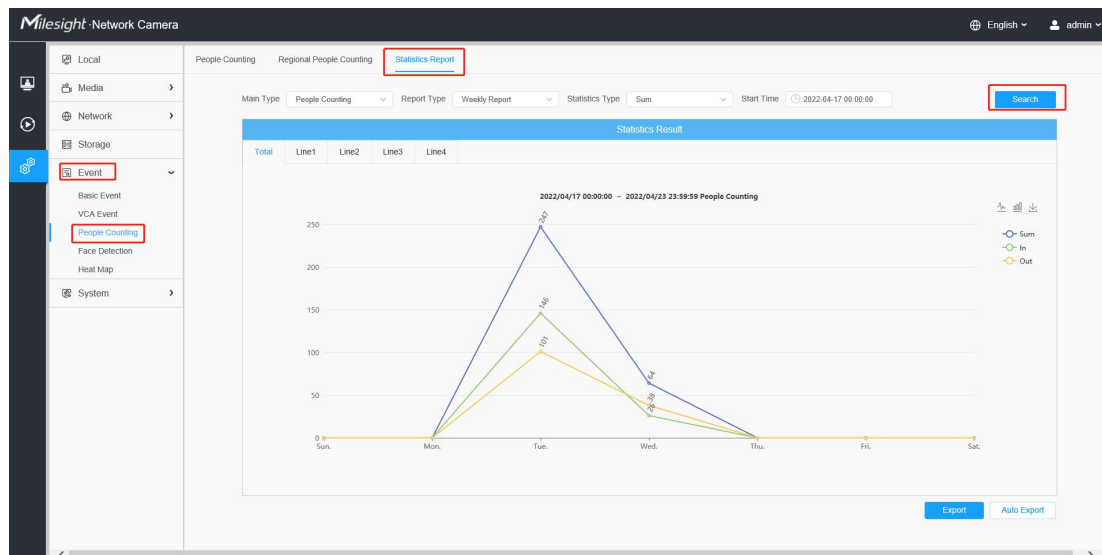 Milesight·Network Camera
English
admin
Local
Media
Network
Storage
Event
Basic Event
VCA Event
People Counting
Face Detection
Heat Map
System
People Counting Regional People Counting Statistics Report
Main Type People Counting Report Type Weekly Report Statistics Type Sum Start Time 2022-04-17 00:00:00 Search
Statistics Result
Total Line1 Line2 Line3 Line4
2022/04/17 00:00:00 – 2022/04/23 23:59:59 People Counting
Sum
In
Out
250
200
150
100
50
0
247
146
101
64
38
26
Sun. Mon. Tue. Wed. Thu. Fri. Sat.
Export Auto Export